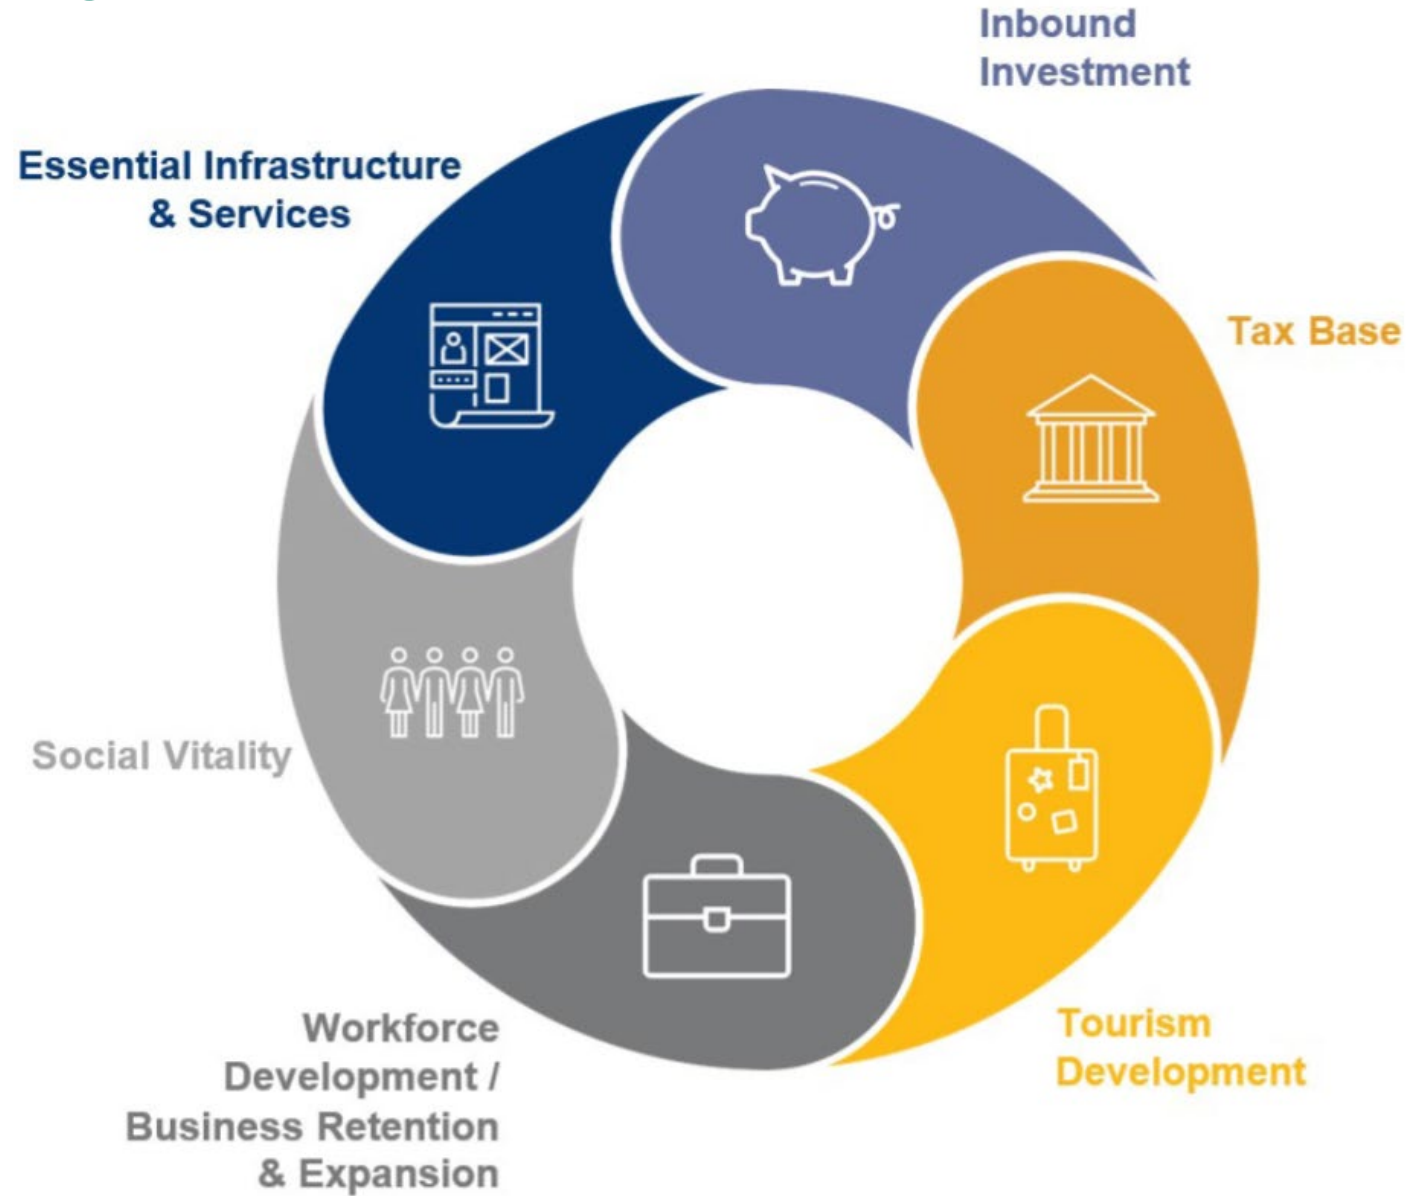 Inbound
Investment
Essential Infrastructure
& Services
Tax Base
Social Vitality
Workforce
Development /
Business Retention
& Expansion
Tourism
Development